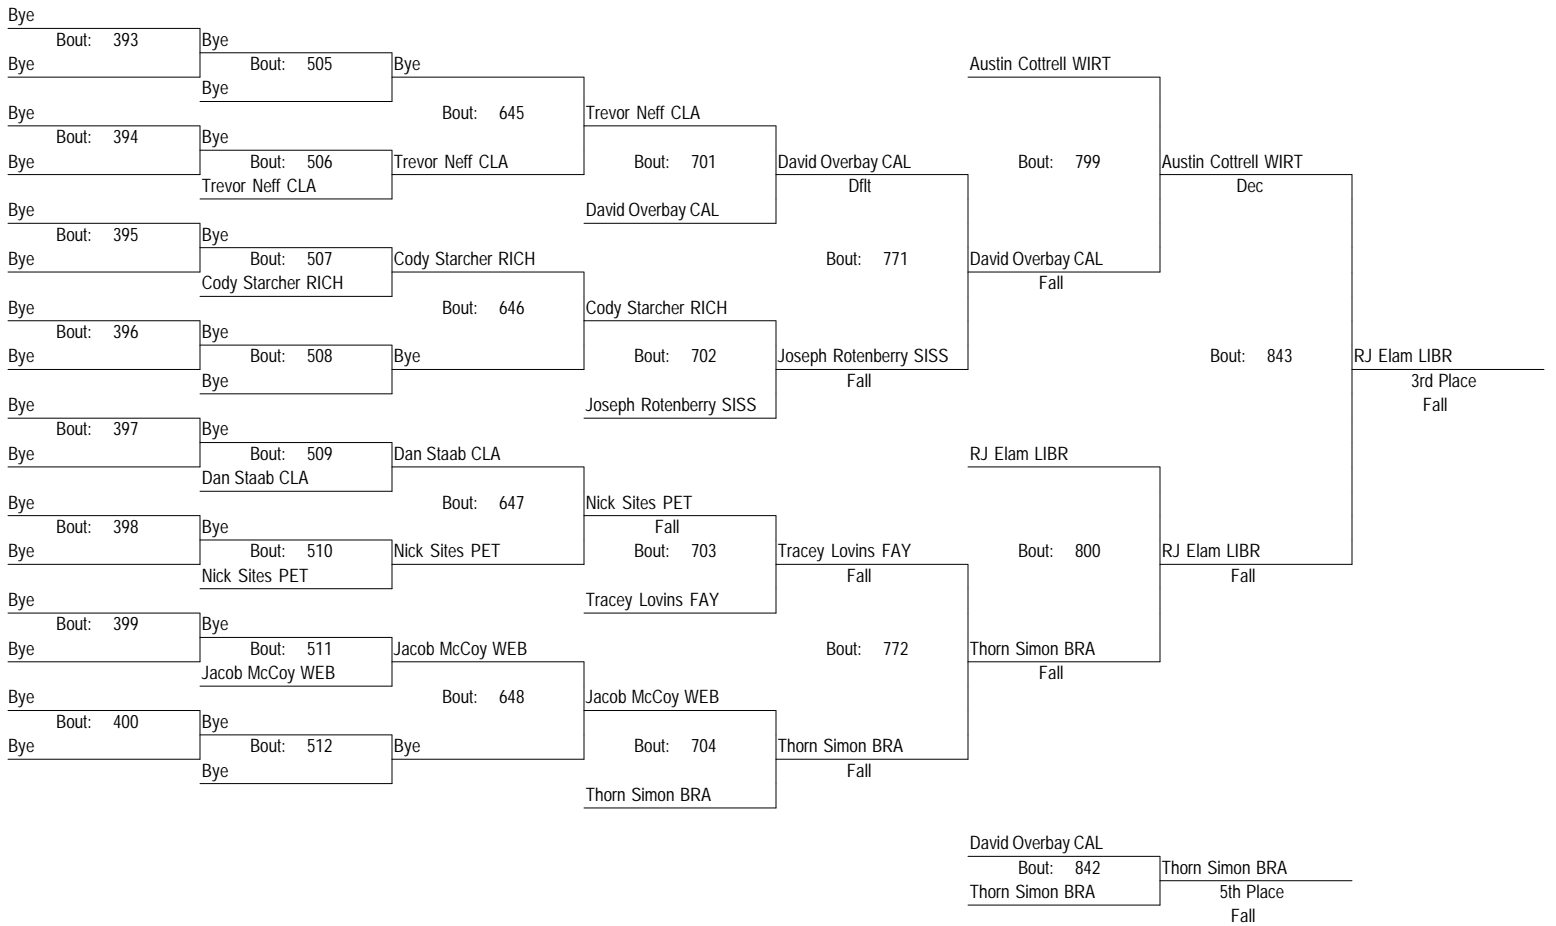 Bye
Bout: 393 Bye
Bye Bout: 505 Bye Austin Cottrell WIRT
Bye
Bye Bout: 645 Trevor Neff CLA
Bout: 394 Bye
Bye Bout: 506 Trevor Neff CLA Bout: 701 David Overbay CAL Bout: 799 Austin Cottrell WIRT
Trevor Neff CLA Dflt Dec
Bye David Overbay CAL
Bout: 395 Bye
Bye Bout: 507 Cody Starcher RICH Bout: 771 David Overbay CAL
Cody Starcher RICH Fall
Bye Bout: 646 Cody Starcher RICH
Bout: 396 Bye
Bye Bout: 508 Bye Bout: 702 Joseph Rotenberry SISS Bout: 843 RJ Elam LIBR
Bye Fall 3rd Place
Bye Joseph Rotenberry SISS Fall
Bout: 397 Bye
Bye Bout: 509 Dan Staab CLA RJ Elam LIBR
Dan Staab CLA
Bye Bout: 647 Nick Sites PET
Bout: 398 Bye Fall
Bye Bout: 510 Nick Sites PET Bout: 703 Tracey Lovins FAY Bout: 800 RJ Elam LIBR
Nick Sites PET Fall Fall
Bye Tracey Lovins FAY
Bout: 399 Bye
Bye Bout: 511 Jacob McCoy WEB Bout: 772 Thorn Simon BRA
Jacob McCoy WEB Fall
Bye Bout: 648 Jacob McCoy WEB
Bout: 400 Bye
Bye Bout: 512 Bye Bout: 704 Thorn Simon BRA
Bye Fall
Thorn Simon BRA
David Overbay CAL
Bout: 842 Thorn Simon BRA
Thorn Simon BRA 5th Place
Fall